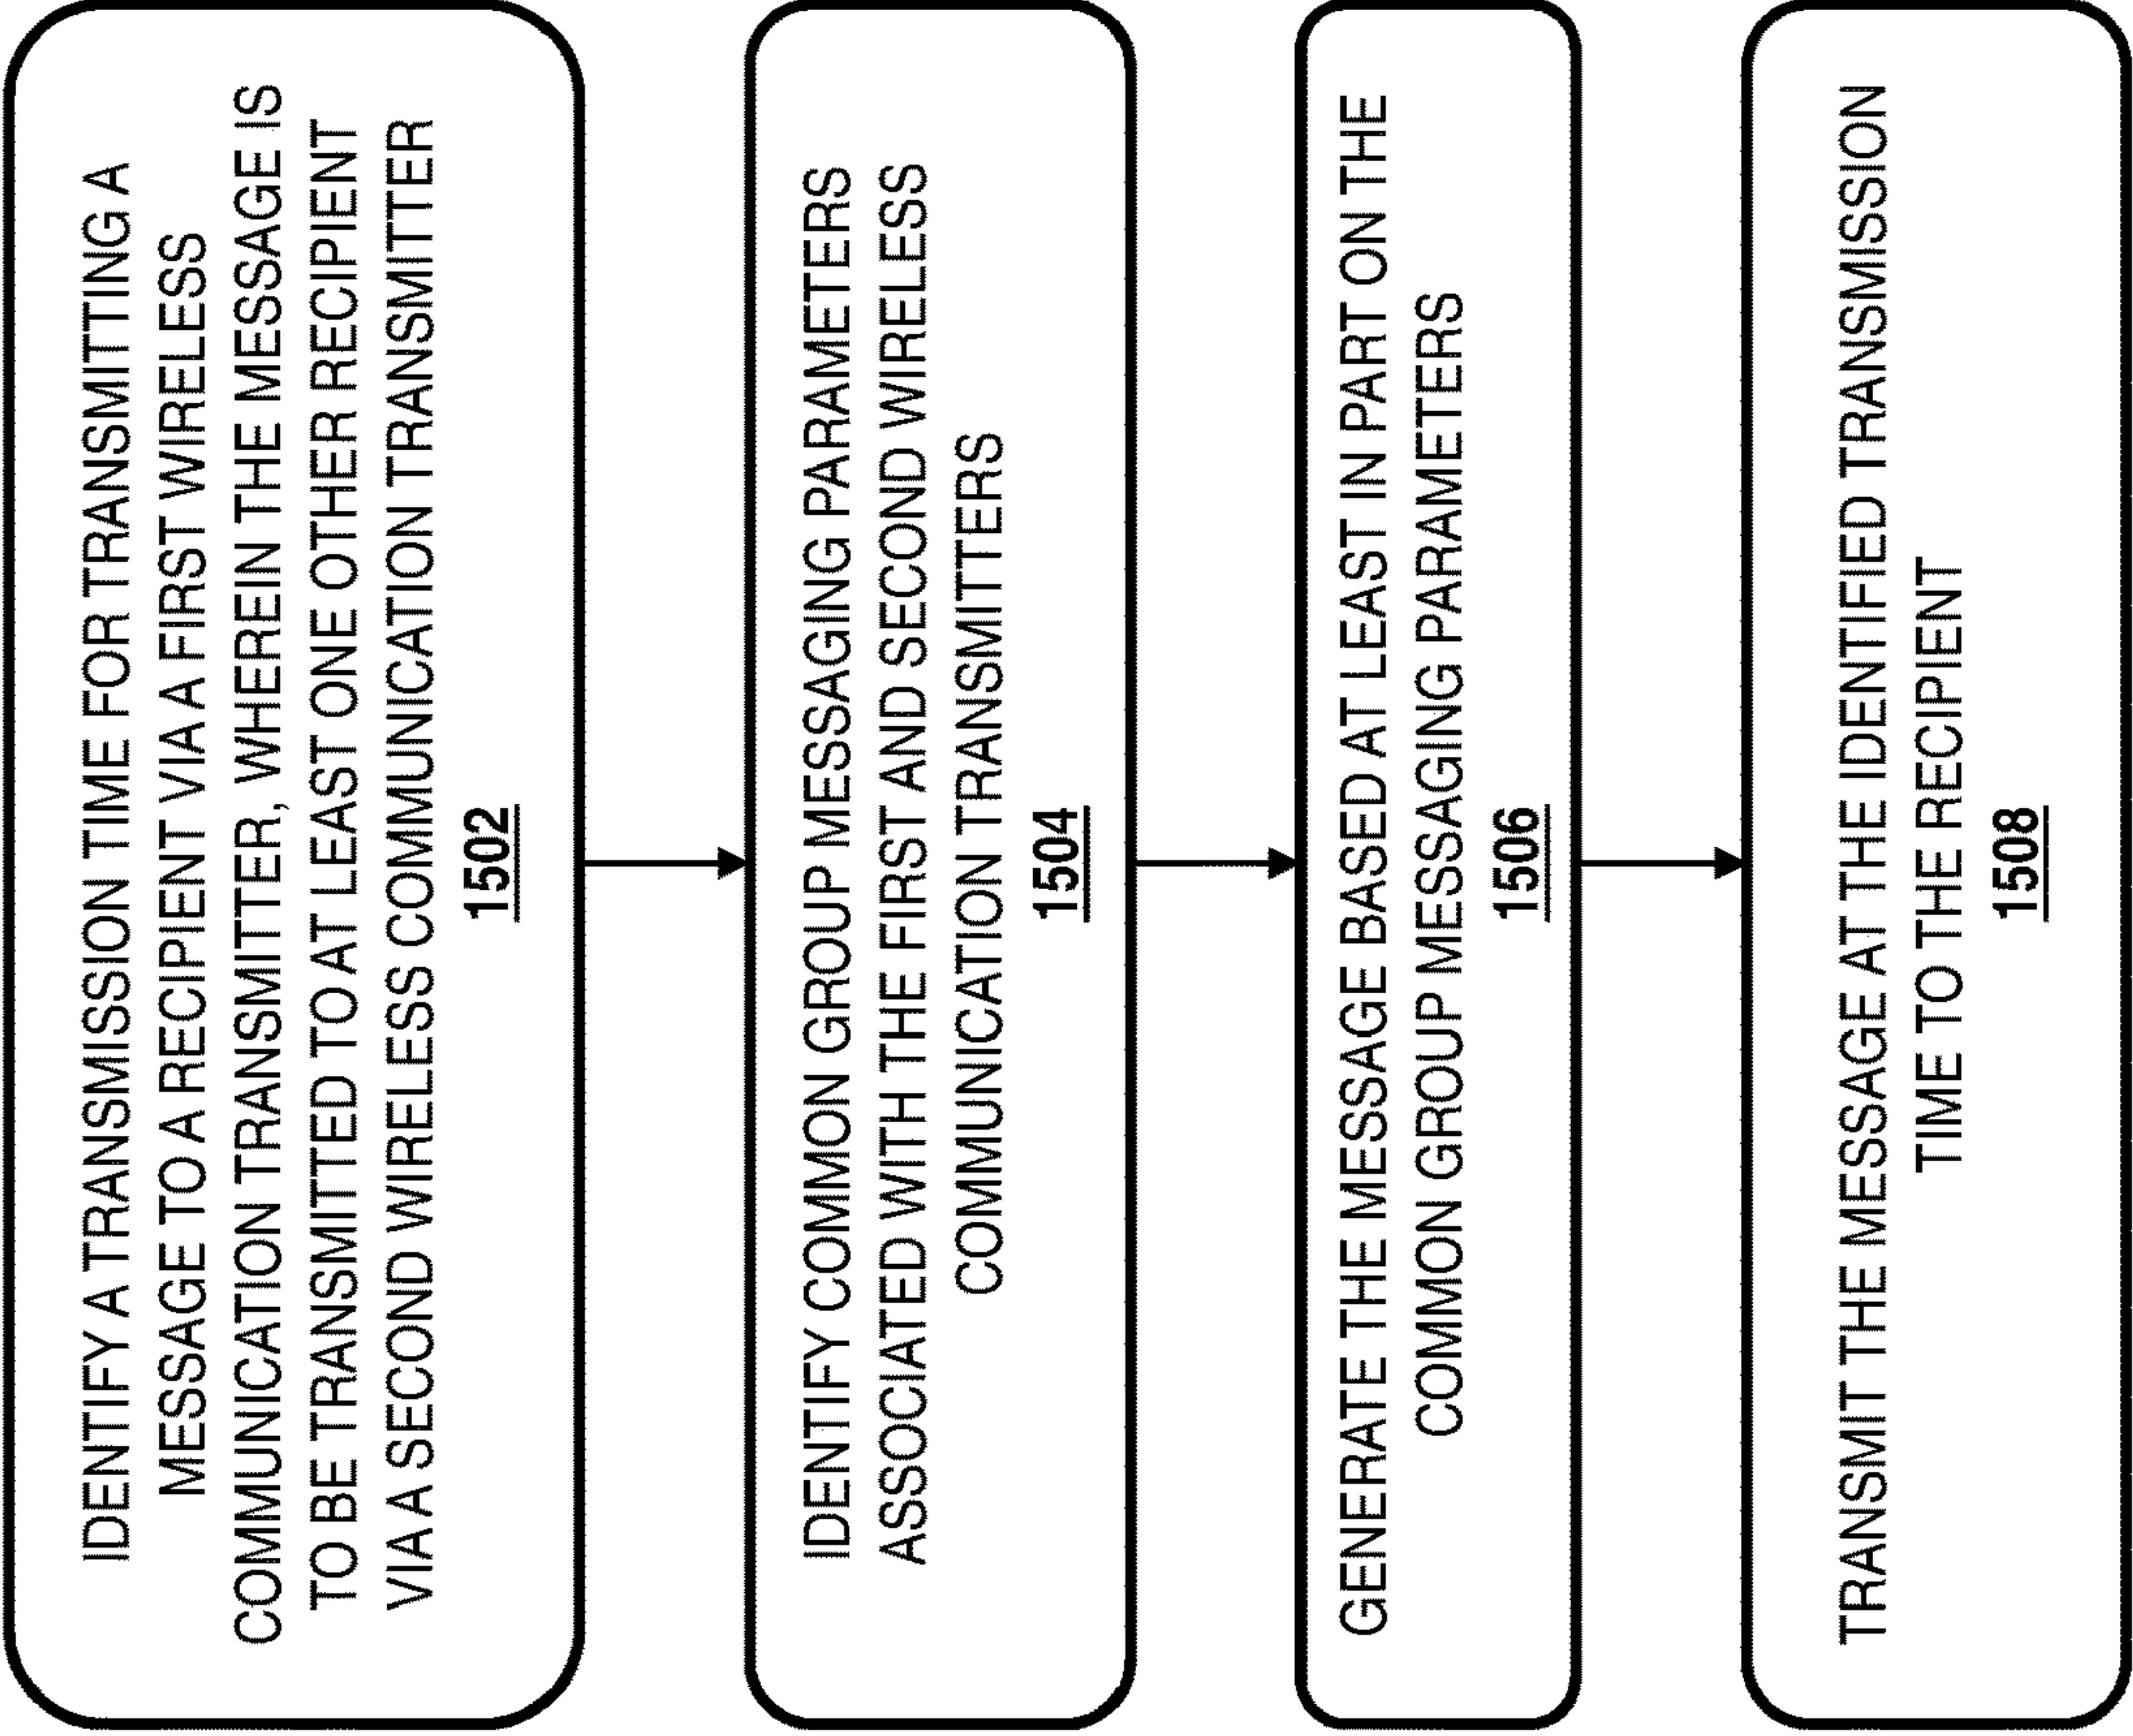 IDENTIFY A TRANSMISSION TIME FOR TRANSMITTING A
MESSAGE TO A RECIPIENT VIA A FIRST WIRELESS
COMMUNICATION TRANSMITTER, WHEREIN THE MESSAGE IS
TO BE TRANSMITTED TO AT LEAST ONE OTHER RECIPIENT
VIA A SECOND WIRELESS COMMUNICATION TRANSMITTER
1502
IDENTIFY COMMON GROUP MESSAGING PARAMETERS
ASSOCIATED WITH THE FIRST AND SECOND WIRELESS
COMMUNICATION TRANSMITTERS
1504
GENERATE THE MESSAGE BASED AT LEAST IN PART ON THE
COMMON GROUP MESSAGING PARAMETERS
1506
TRANSMIT THE MESSAGE AT THE IDENTIFIED TRANSMISSION
TIME TO THE RECIPIENT
1508